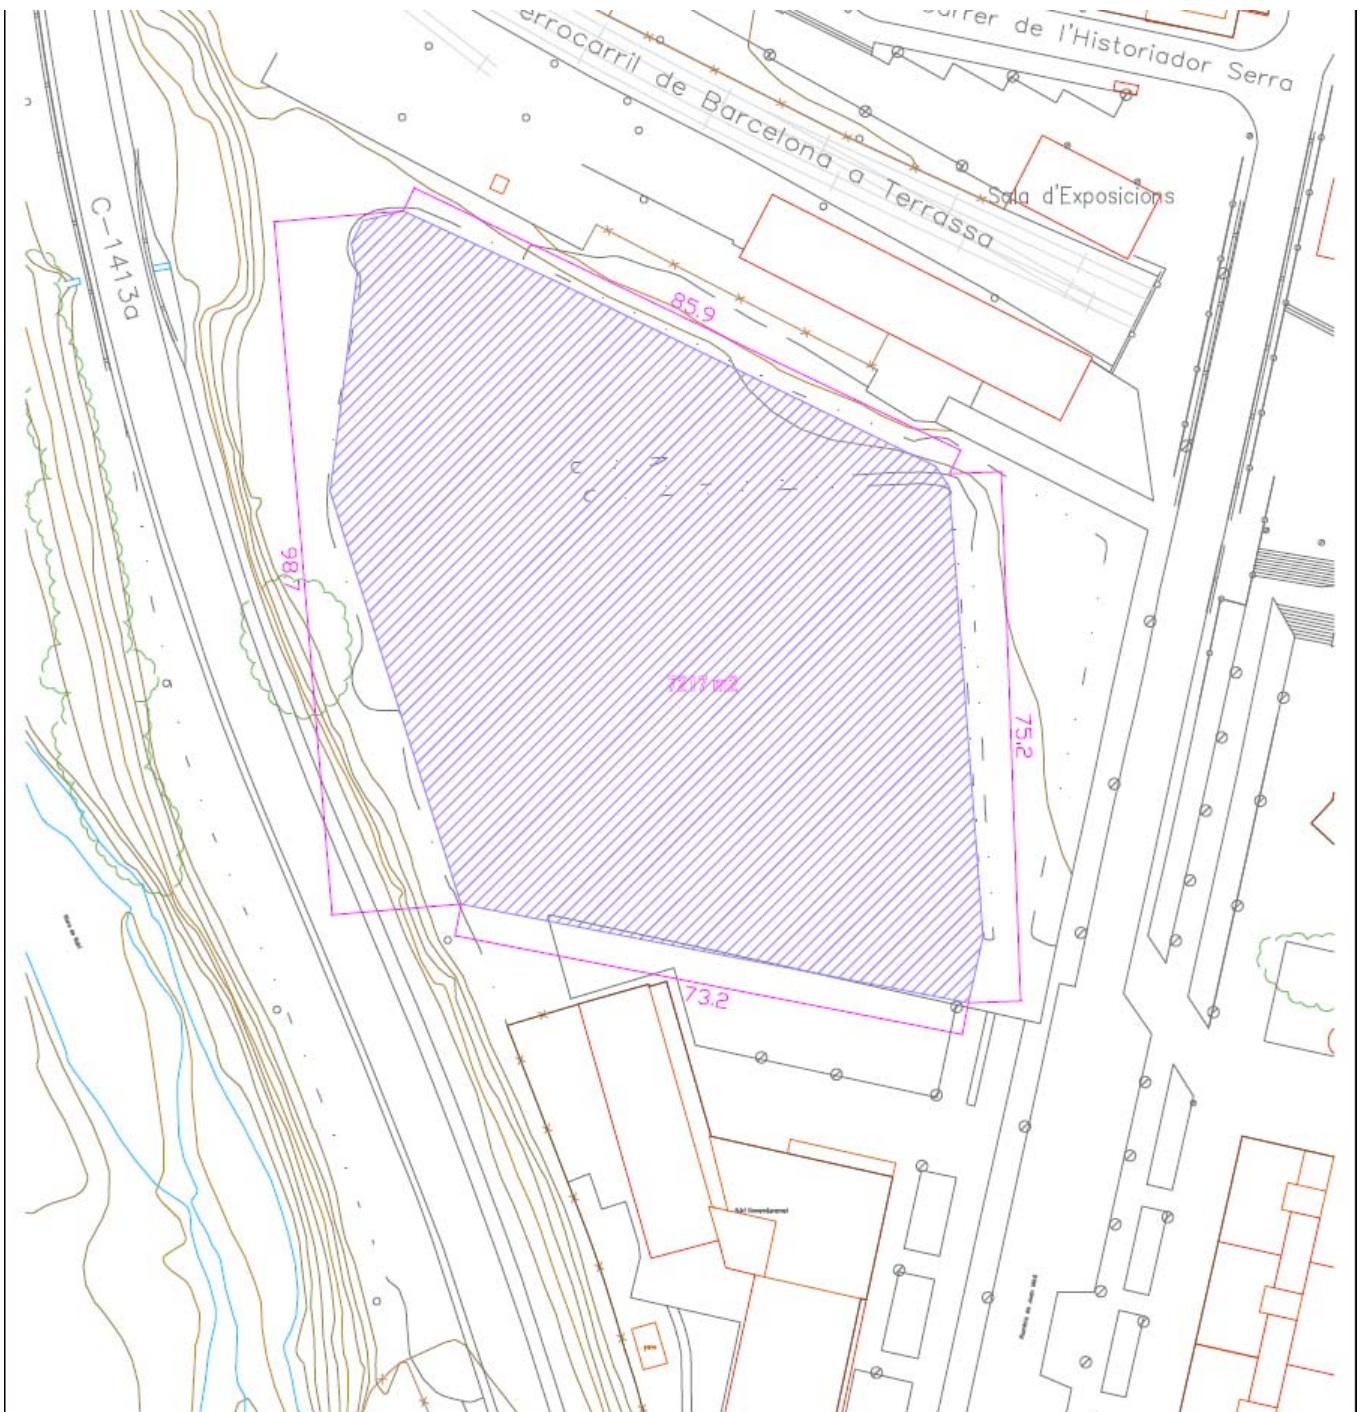 Carrer de l'Historiador Serra
errocarril de Barcelona a Terrassa
Sala d'Exposicions
C-1413a
85.9
98.7
7217 m2
75.2
73.2